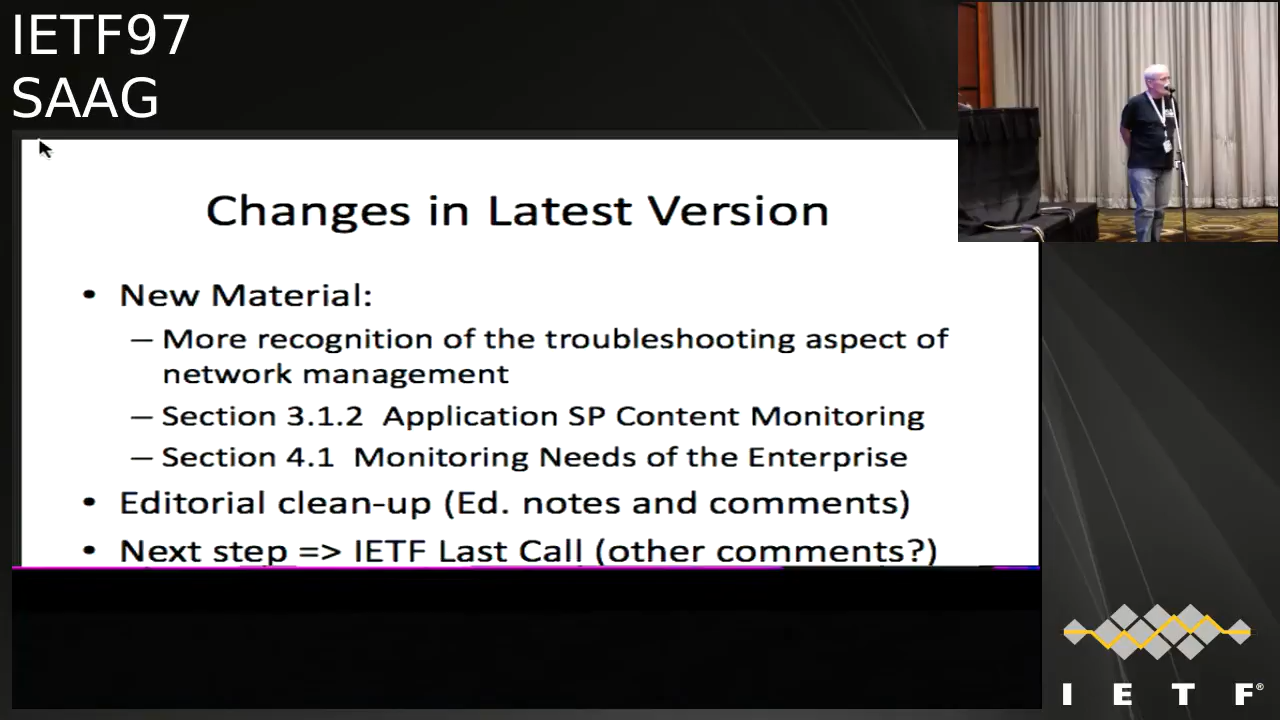 IETF97
SAAG
Changes in Latest Version
• New Material:
– More recognition of the troubleshooting aspect of
network management
– Section 3.1.2  Application SP Content Monitoring
– Section 4.1  Monitoring Needs of the Enterprise
• Editorial clean-up (Ed. notes and comments)
• Next step => IETF Last Call (other comments?)
I E T F®